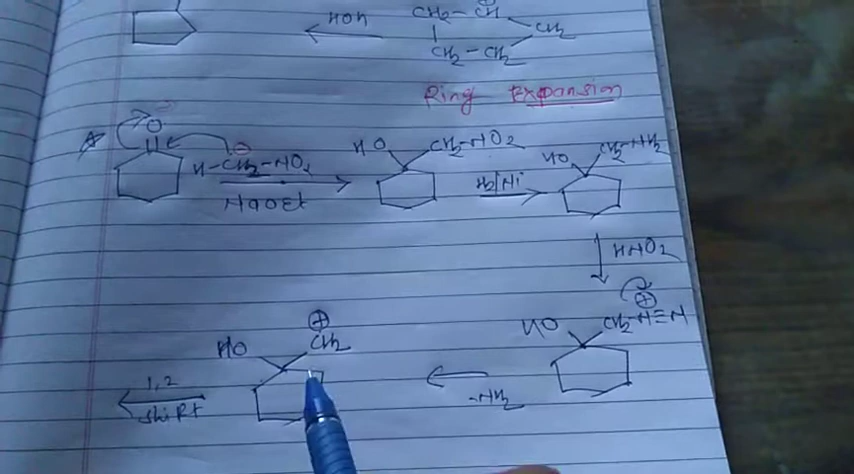 CH2 - CH
HOH
CH2
CH2 - CH2
Ring Expansion
O
H-CH2-NO2
NaOEt
HO CH2-NO2
H2/Ni
HO CH2-NH2
HNO2
HO CH2-N≡N
-N2
HO CH2
1,2
shift